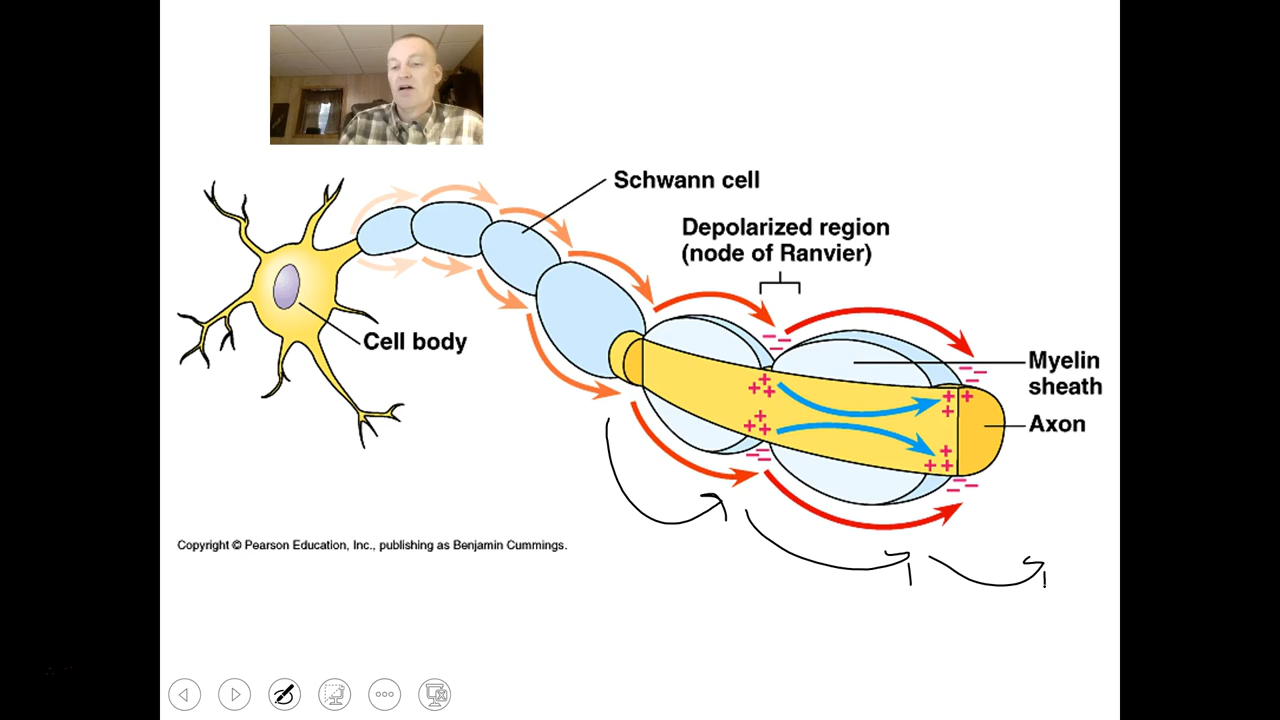 Schwann cell
Depolarized region
(node of Ranvier)
Cell body
Myelin
sheath
Axon
Copyright © Pearson Education, Inc., publishing as Benjamin Cummings.